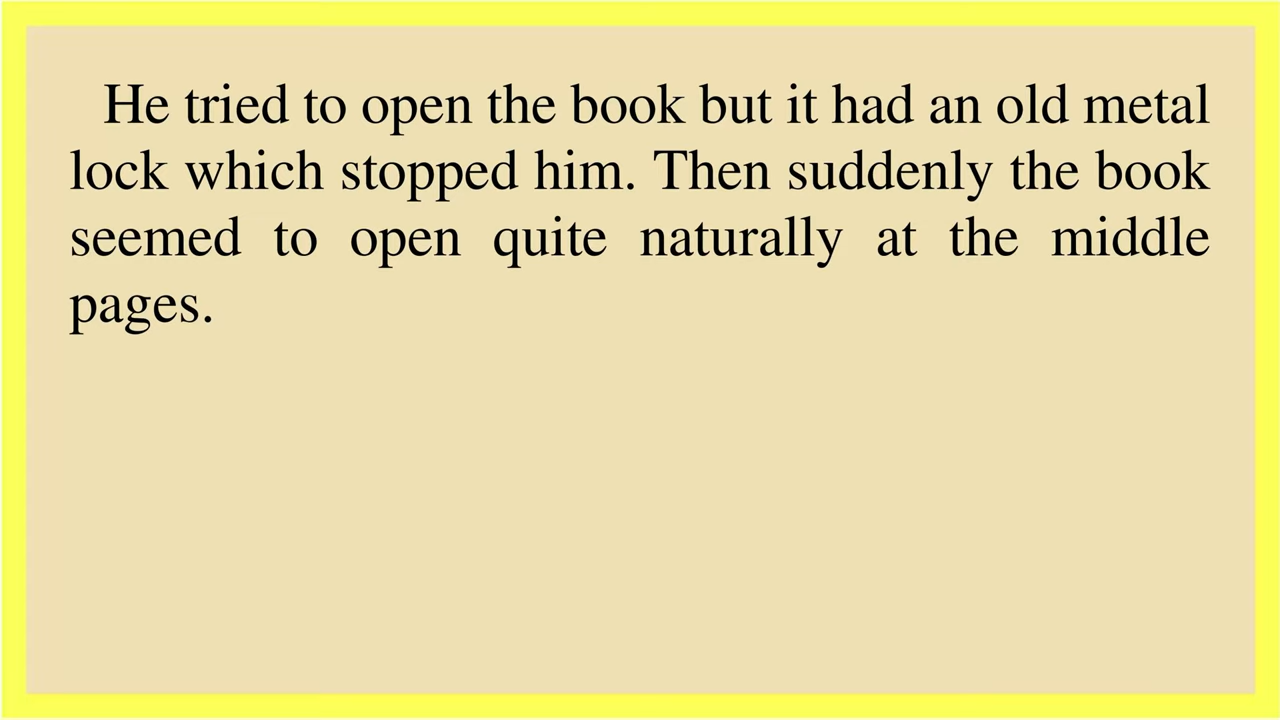 He tried to open the book but it had an old metal
lock which stopped him. Then suddenly the book
seemed to open quite naturally at the middle
pages.